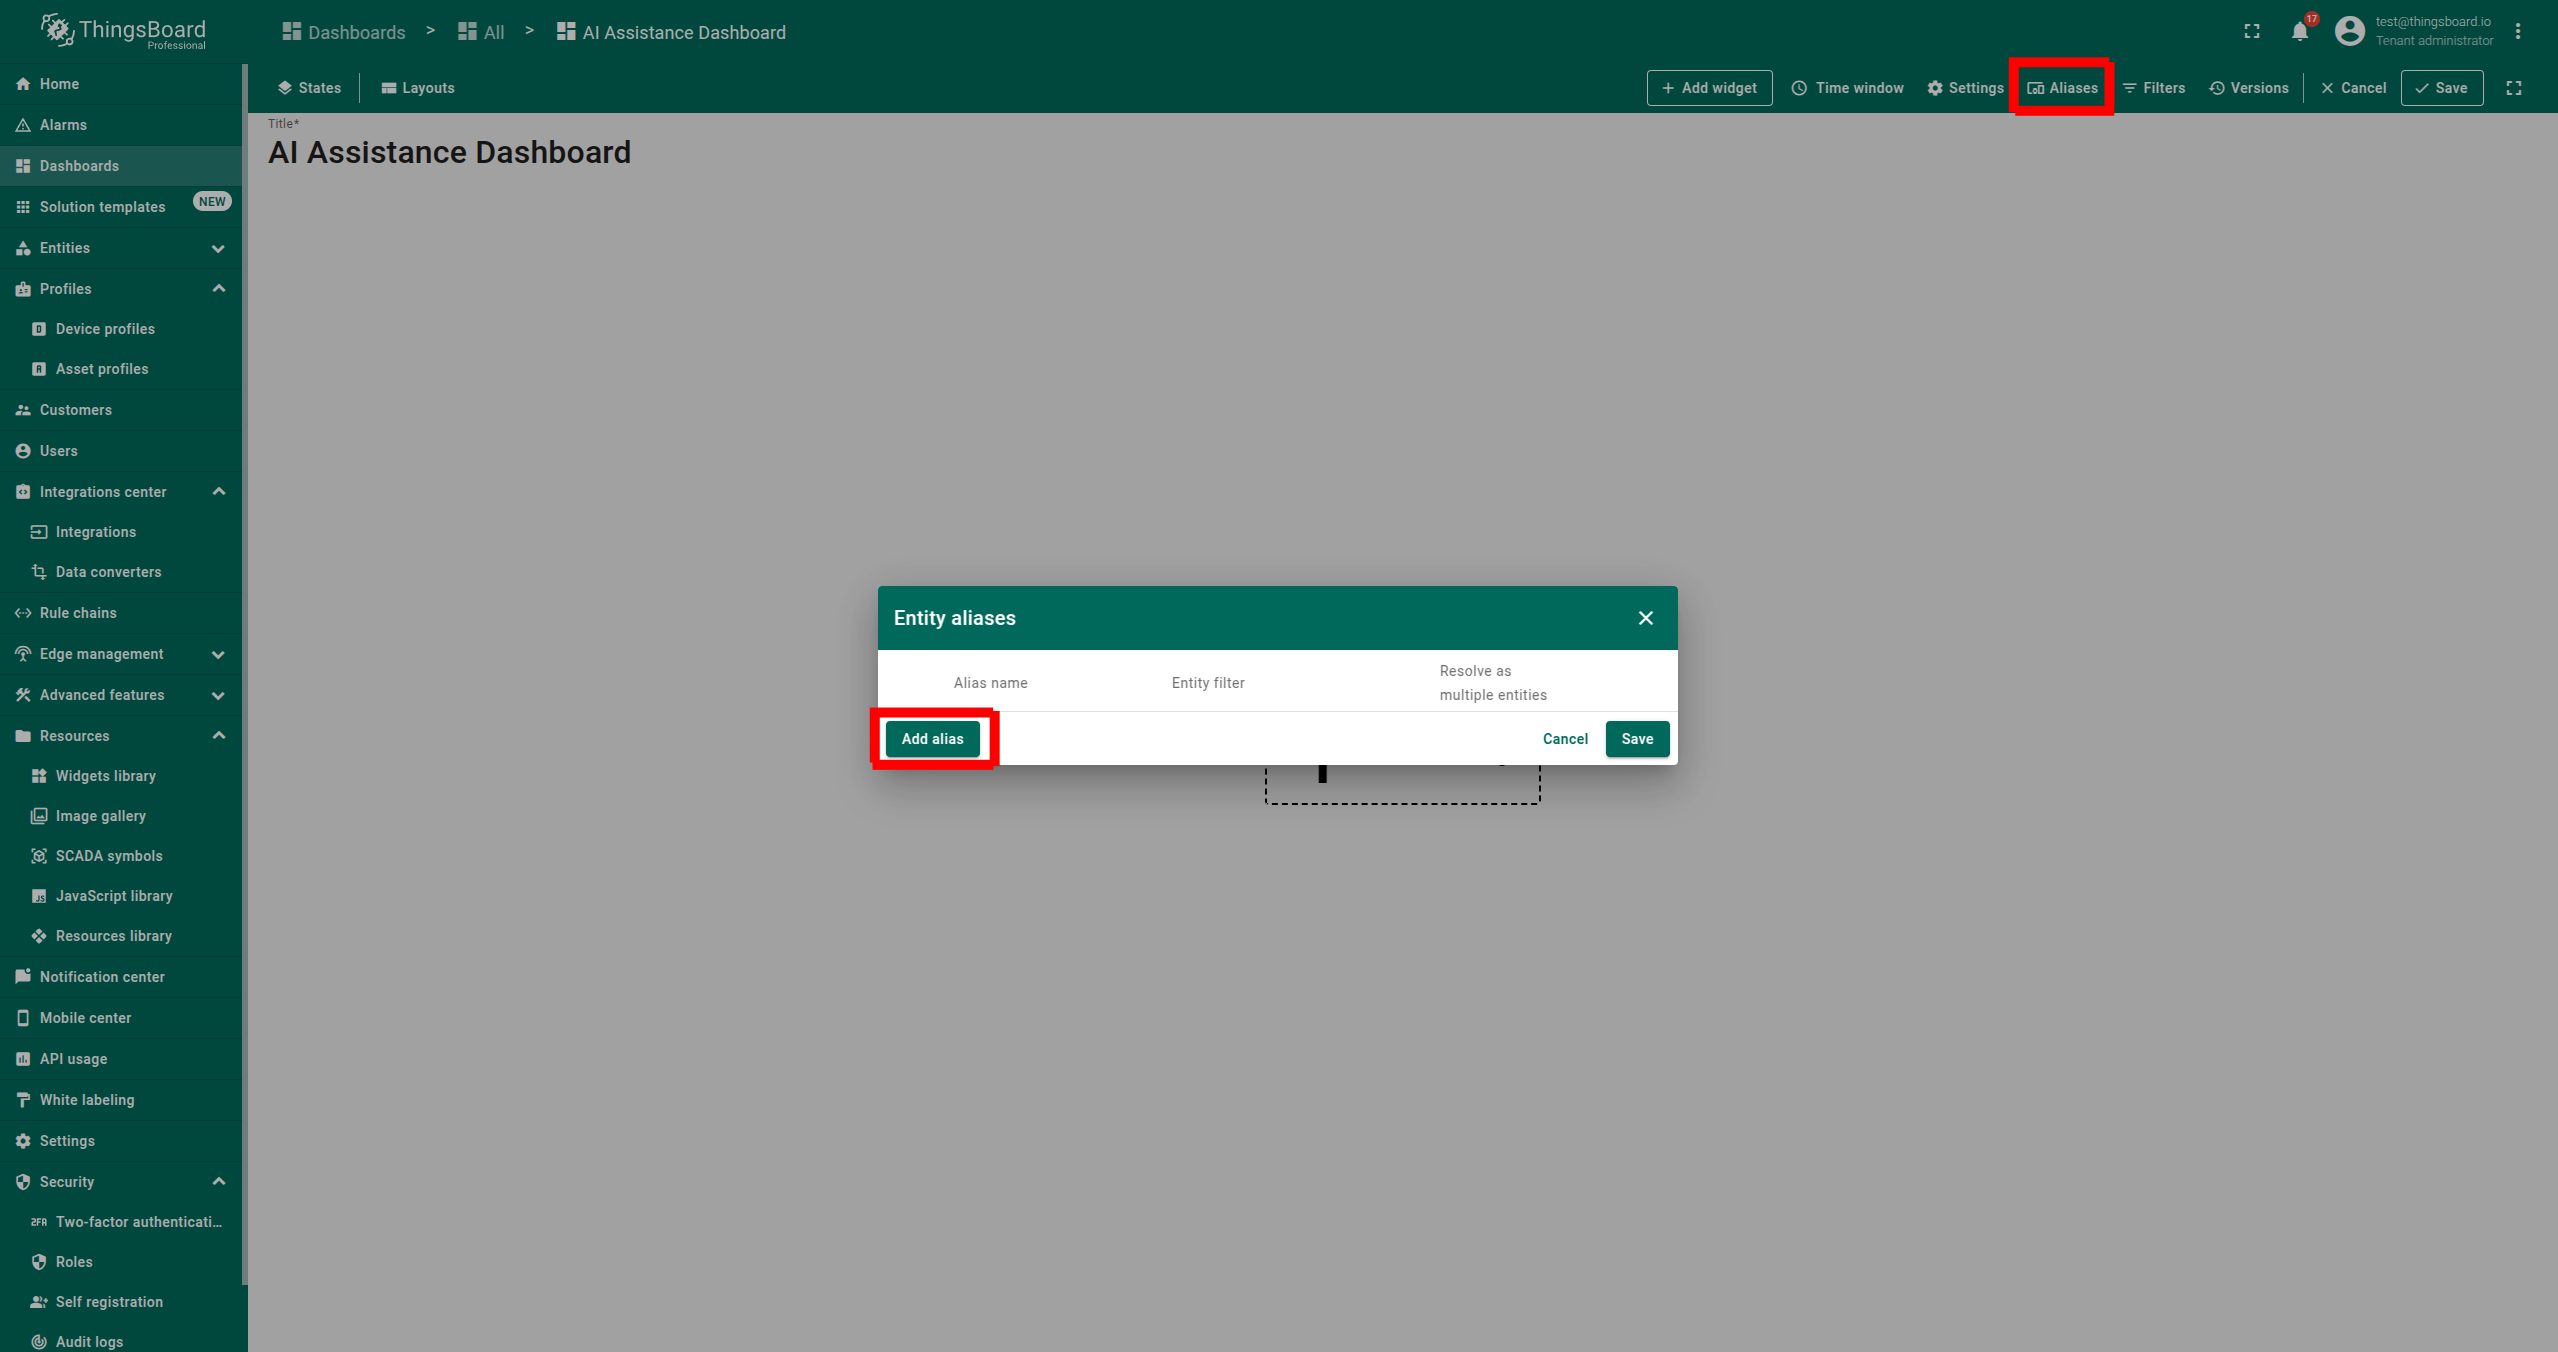 ThingsBoard
Professional
Dashboards > All > AI Assistance Dashboard
17
test@thingsboard.io
Tenant administrator
States
Layouts
+ Add widget
Time window
Settings
Aliases
Filters
Versions
Cancel
Save
Title*
AI Assistance Dashboard
Home
Alarms
Dashboards
Solution templates NEW
Entities
Profiles
Device profiles
Asset profiles
Customers
Users
Integrations center
Integrations
Data converters
Rule chains
Edge management
Advanced features
Resources
Widgets library
Image gallery
SCADA symbols
JavaScript library
Resources library
Notification center
Mobile center
API usage
White labeling
Settings
Security
2FA Two-factor authenticati...
Roles
Self registration
Audit logs
Entity aliases
Alias name
Entity filter
Resolve as
multiple entities
Add alias
Cancel
Save